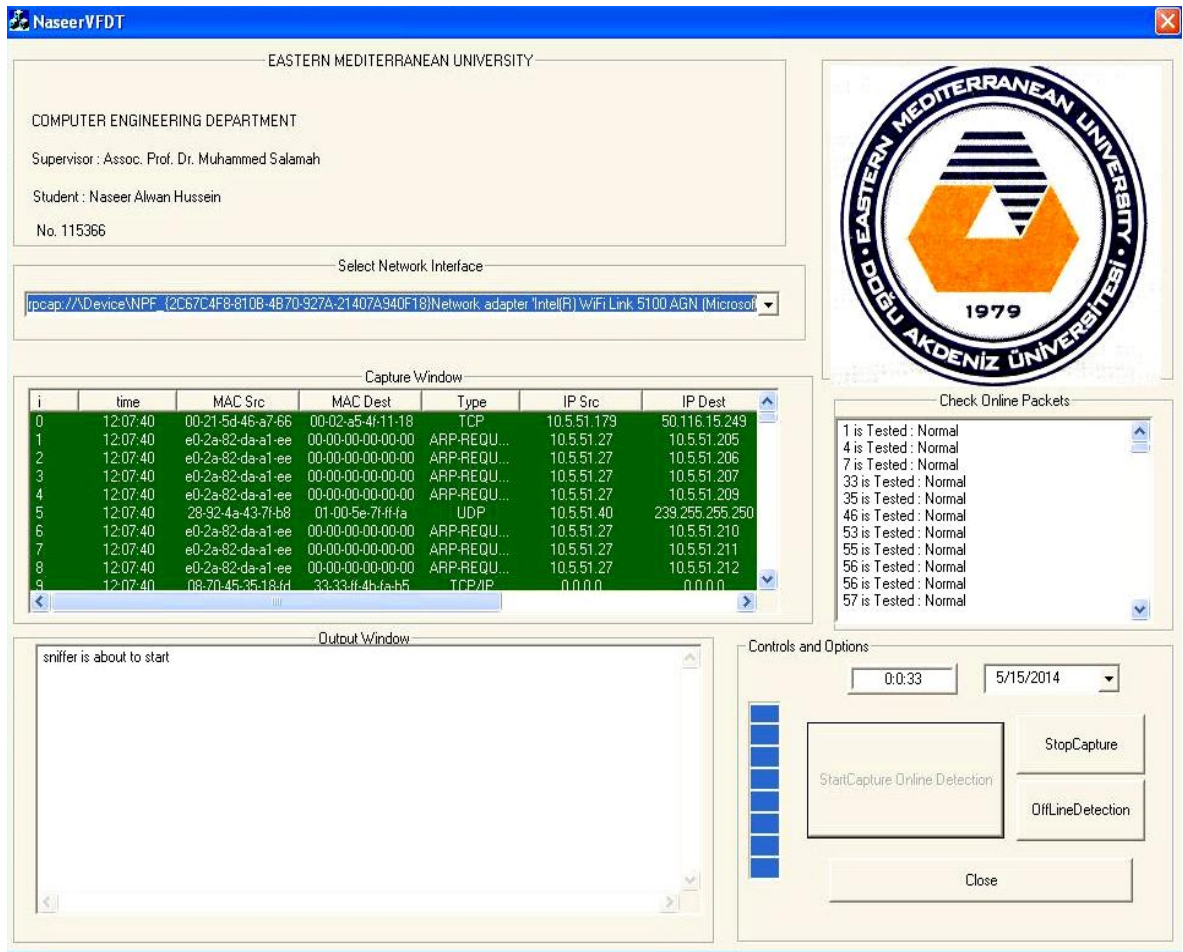 NaseerVFDT
EASTERN MEDITERRANEAN UNIVERSITY
COMPUTER ENGINEERING DEPARTMENT
Supervisor : Assoc. Prof. Dr. Muhammed Salamah
Student : Naseer Alwan Hussein
No. 115366
EASTERN MEDITERRANEAN UNIVERSITY • DOĞU AKDENİZ ÜNİVERSİTESİ •
1979
Select Network Interface
rpcap://\Device\NPF_{2C67C4F8-810B-4B70-927A-21407A940F18}Network adapter 'Intel(R) WiFi Link 5100 AGN (Microsoft
Capture Window
i time MAC Src MAC Dest Type IP Src IP Dest
0 12:07:40 00-21-5d-46-a7-66 00-02-a5-4f-11-18 TCP 10.5.51.179 50.116.15.249
1 12:07:40 e0-2a-82-da-a1-ee 00-00-00-00-00-00 ARP-REQU... 10.5.51.27 10.5.51.205
2 12:07:40 e0-2a-82-da-a1-ee 00-00-00-00-00-00 ARP-REQU... 10.5.51.27 10.5.51.206
3 12:07:40 e0-2a-82-da-a1-ee 00-00-00-00-00-00 ARP-REQU... 10.5.51.27 10.5.51.207
4 12:07:40 e0-2a-82-da-a1-ee 00-00-00-00-00-00 ARP-REQU... 10.5.51.27 10.5.51.209
5 12:07:40 28-92-4a-43-7f-b8 01-00-5e-7f-ff-fa UDP 10.5.51.40 239.255.255.250
6 12:07:40 e0-2a-82-da-a1-ee 00-00-00-00-00-00 ARP-REQU... 10.5.51.27 10.5.51.210
7 12:07:40 e0-2a-82-da-a1-ee 00-00-00-00-00-00 ARP-REQU... 10.5.51.27 10.5.51.211
8 12:07:40 e0-2a-82-da-a1-ee 00-00-00-00-00-00 ARP-REQU... 10.5.51.27 10.5.51.212
9 12:07:40 08-70-45-35-18-fd 33-33-ff-4b-fa-b5 TCP/IP 0.0.0.0 0.0.0.0
Check Online Packets
1 is Tested : Normal
4 is Tested : Normal
7 is Tested : Normal
33 is Tested : Normal
35 is Tested : Normal
46 is Tested : Normal
53 is Tested : Normal
55 is Tested : Normal
56 is Tested : Normal
56 is Tested : Normal
57 is Tested : Normal
Output Window
sniffer is about to start
Controls and Options
0:0:33
5/15/2014
StartCapture Online Detection
StopCapture
OffLineDetection
Close